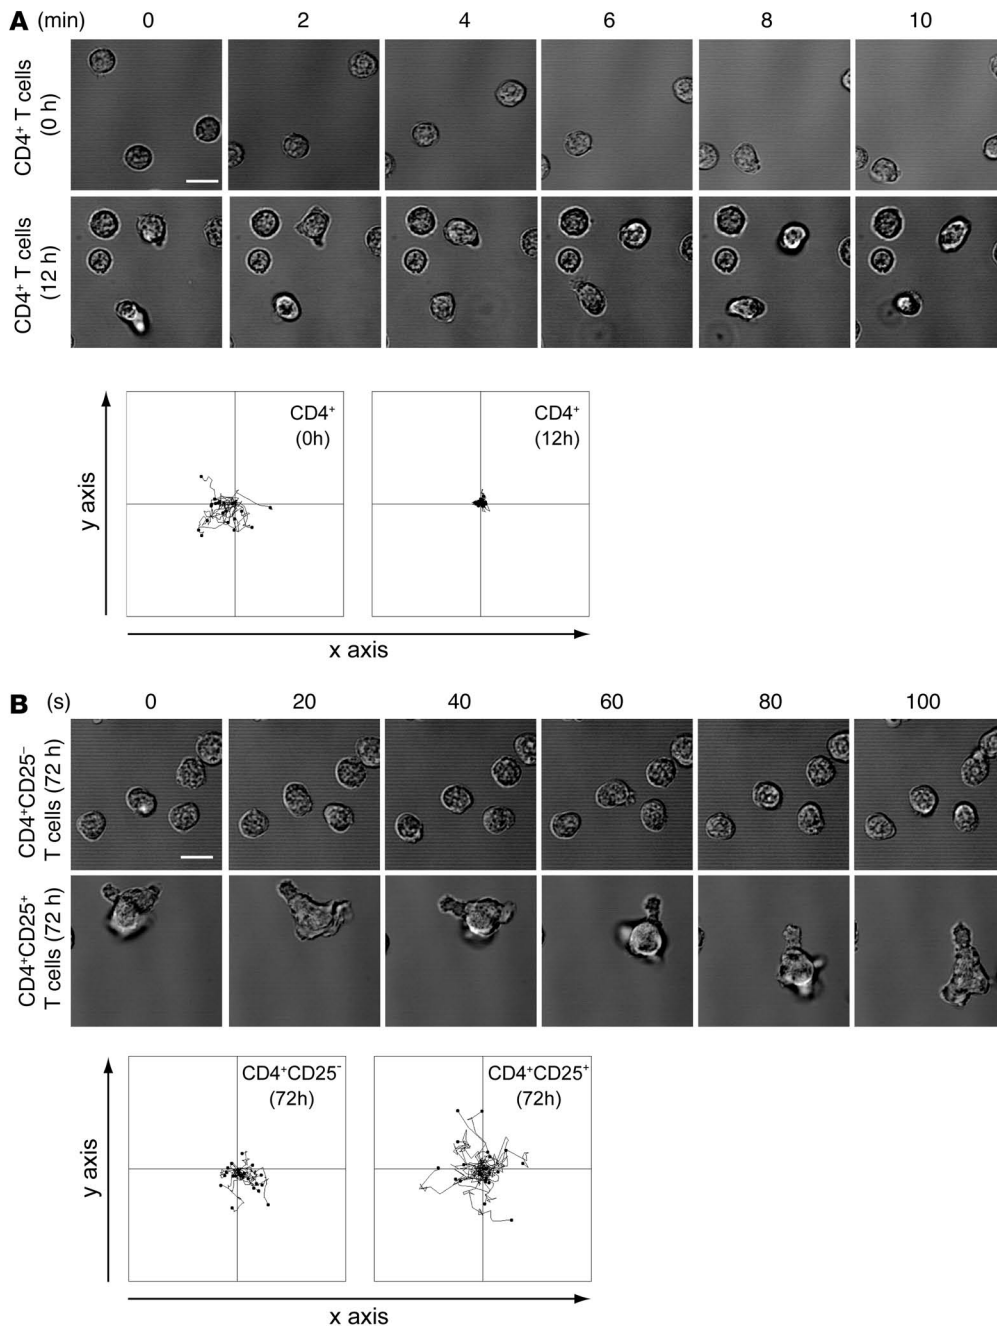 A (min) 0 2 4 6 8 10
CD4⁺ T cells
(0 h)
CD4⁺ T cells
(12 h)
CD4⁺
(0h)
CD4⁺
(12h)
y axis
x axis
B (s) 0 20 40 60 80 100
CD4⁺CD25⁻
T cells (72 h)
CD4⁺CD25⁺
T cells (72 h)
CD4⁺CD25⁻
(72h)
CD4⁺CD25⁺
(72h)
y axis
x axis